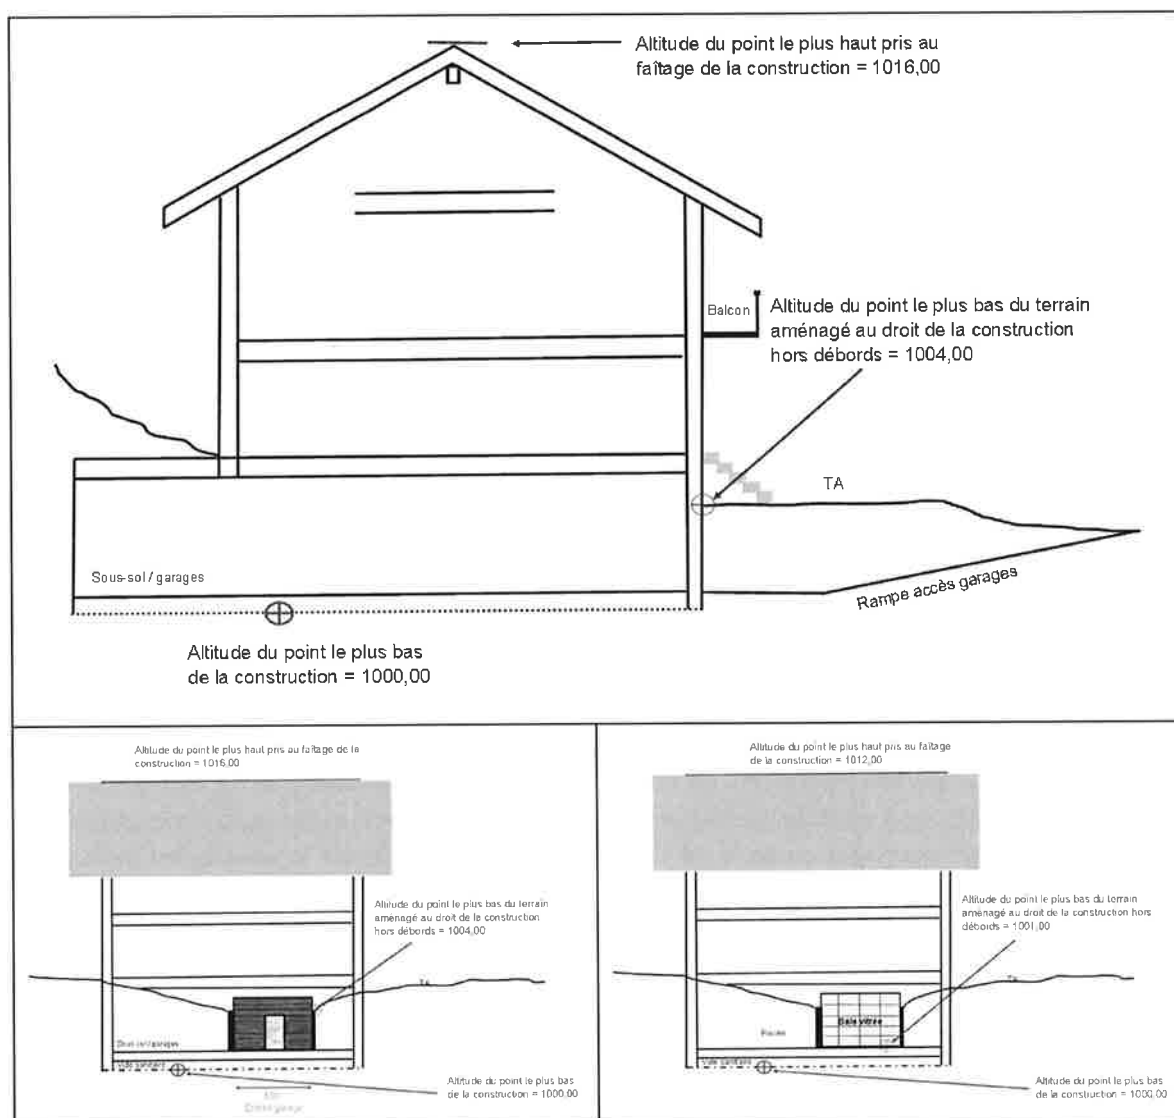 Altitude du point le plus haut pris au
faîtage de la construction = 1016,00
Balcon
Altitude du point le plus bas du terrain
aménagé au droit de la construction
hors débords = 1004,00
TA
Sous-sol / garages
Rampe accès garages
Altitude du point le plus bas
de la construction = 1000,00
Altitude du point le plus haut pris au faîtage de la
construction = 1016,00
Altitude du point le plus bas du terrain
aménagé au droit de la construction
hors débords = 1004,00
TA
Vide sanitaire
Altitude du point le plus bas
de la construction = 1000,00
Altitude du point le plus haut pris au faîtage
de la construction = 1012,00
Altitude du point le plus bas du terrain
aménagé au droit de la construction hors
débords = 1001,00
TA
Baie vitrée
Vide sanitaire
Altitude du point le plus bas
de la construction = 1000,00